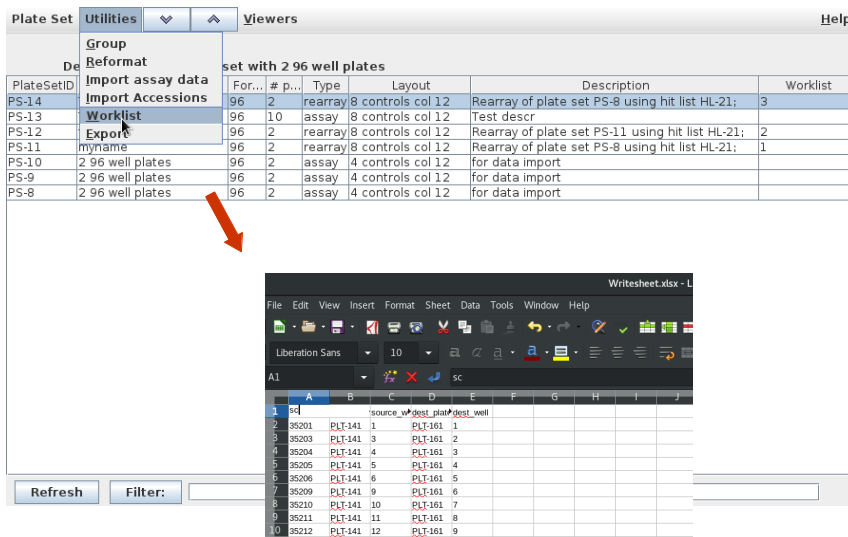 Plate Set Utilities Viewers Help
Group
Reformat
Import assay data
Import Accessions
Worklist
Export
De set with 2 96 well plates
PlateSetID For... # p... Type Layout Description Worklist
PS-14 96 2 rearray 8 controls col 12 Rearray of plate set PS-8 using hit list HL-21; 3
PS-13 96 10 assay 8 controls col 12 Test descr
PS-12 96 2 rearray 8 controls col 12 Rearray of plate set PS-11 using hit list HL-21; 2
PS-11 myname 96 2 rearray 8 controls col 12 Rearray of plate set PS-8 using hit list HL-21; 1
PS-10 2 96 well plates 96 2 assay 4 controls col 12 for data import
PS-9 2 96 well plates 96 2 assay 4 controls col 12 for data import
PS-8 2 96 well plates 96 2 assay 4 controls col 12 for data import
Writesheet.xlsx - L
File Edit View Insert Format Sheet Data Tools Window Help
Liberation Sans 10 a a a a
A1 sc
A B C D E F G H I J
1 sc source_w dest_plat dest_well
2 35201 PLT-141 1 PLT-161 1
3 35203 PLT-141 3 PLT-161 2
4 35204 PLT-141 4 PLT-161 3
5 35205 PLT-141 5 PLT-161 4
6 35206 PLT-141 6 PLT-161 5
7 35209 PLT-141 9 PLT-161 6
8 35210 PLT-141 10 PLT-161 7
9 35211 PLT-141 11 PLT-161 8
10 35212 PLT-141 12 PLT-161 9
Refresh Filter: